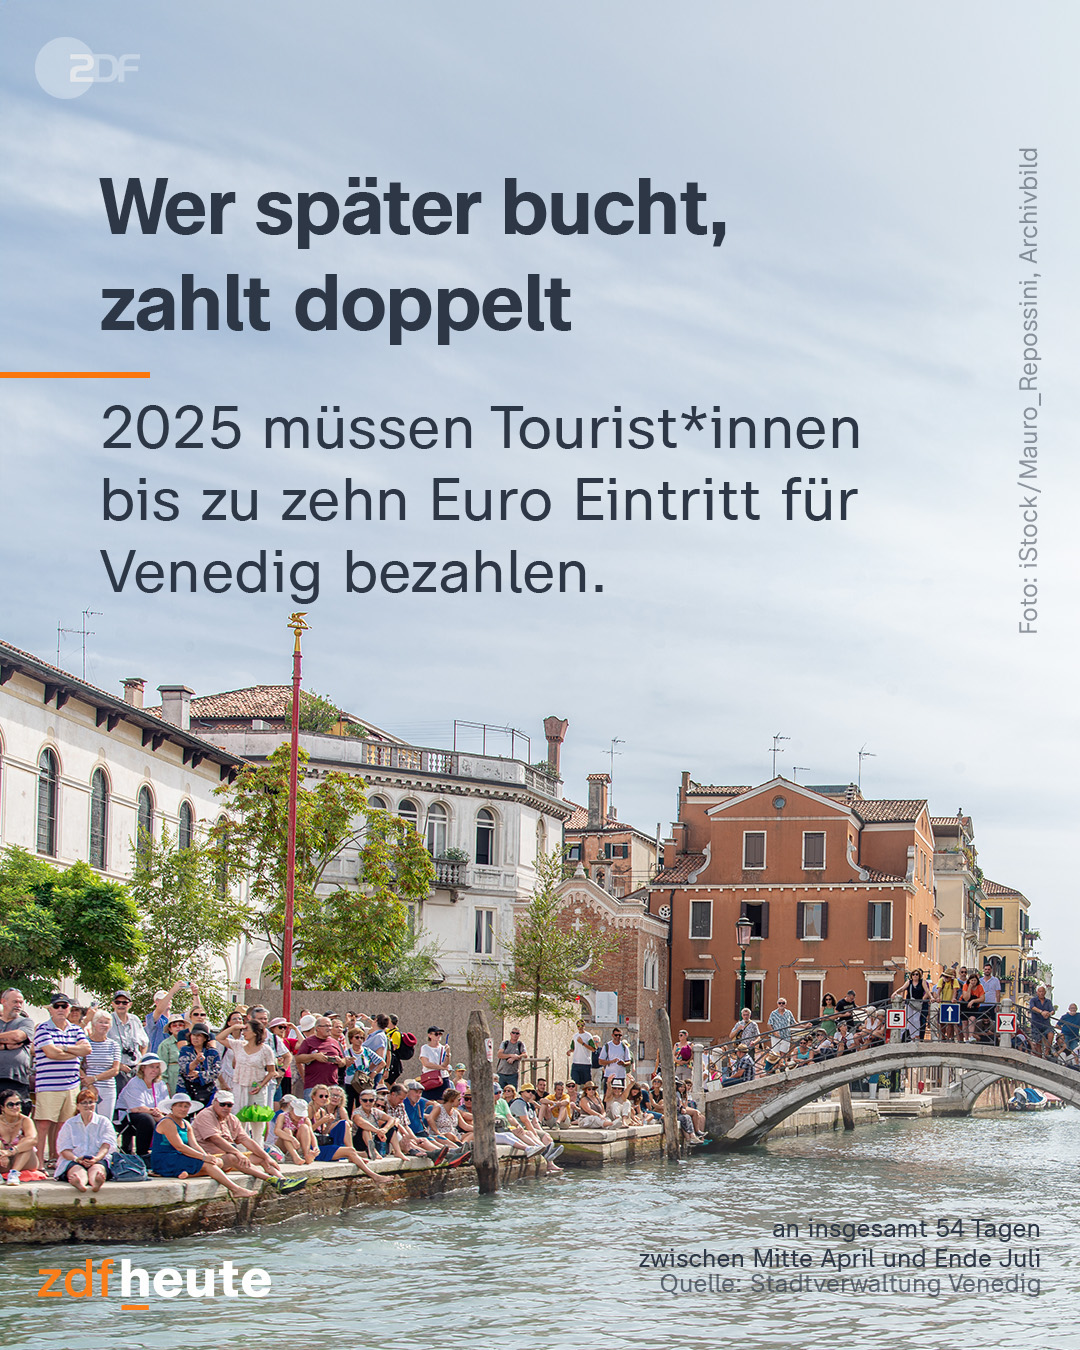 ZDF
Wer später bucht,
zahlt doppelt
2025 müssen Tourist*innen
bis zu zehn Euro Eintritt für
Venedig bezahlen.
Foto: iStock/Mauro_Repossini, Archivbild
5
an insgesamt 54 Tagen
zwischen Mitte April und Ende Juli
Quelle: Stadtverwaltung Venedig
zdfheute